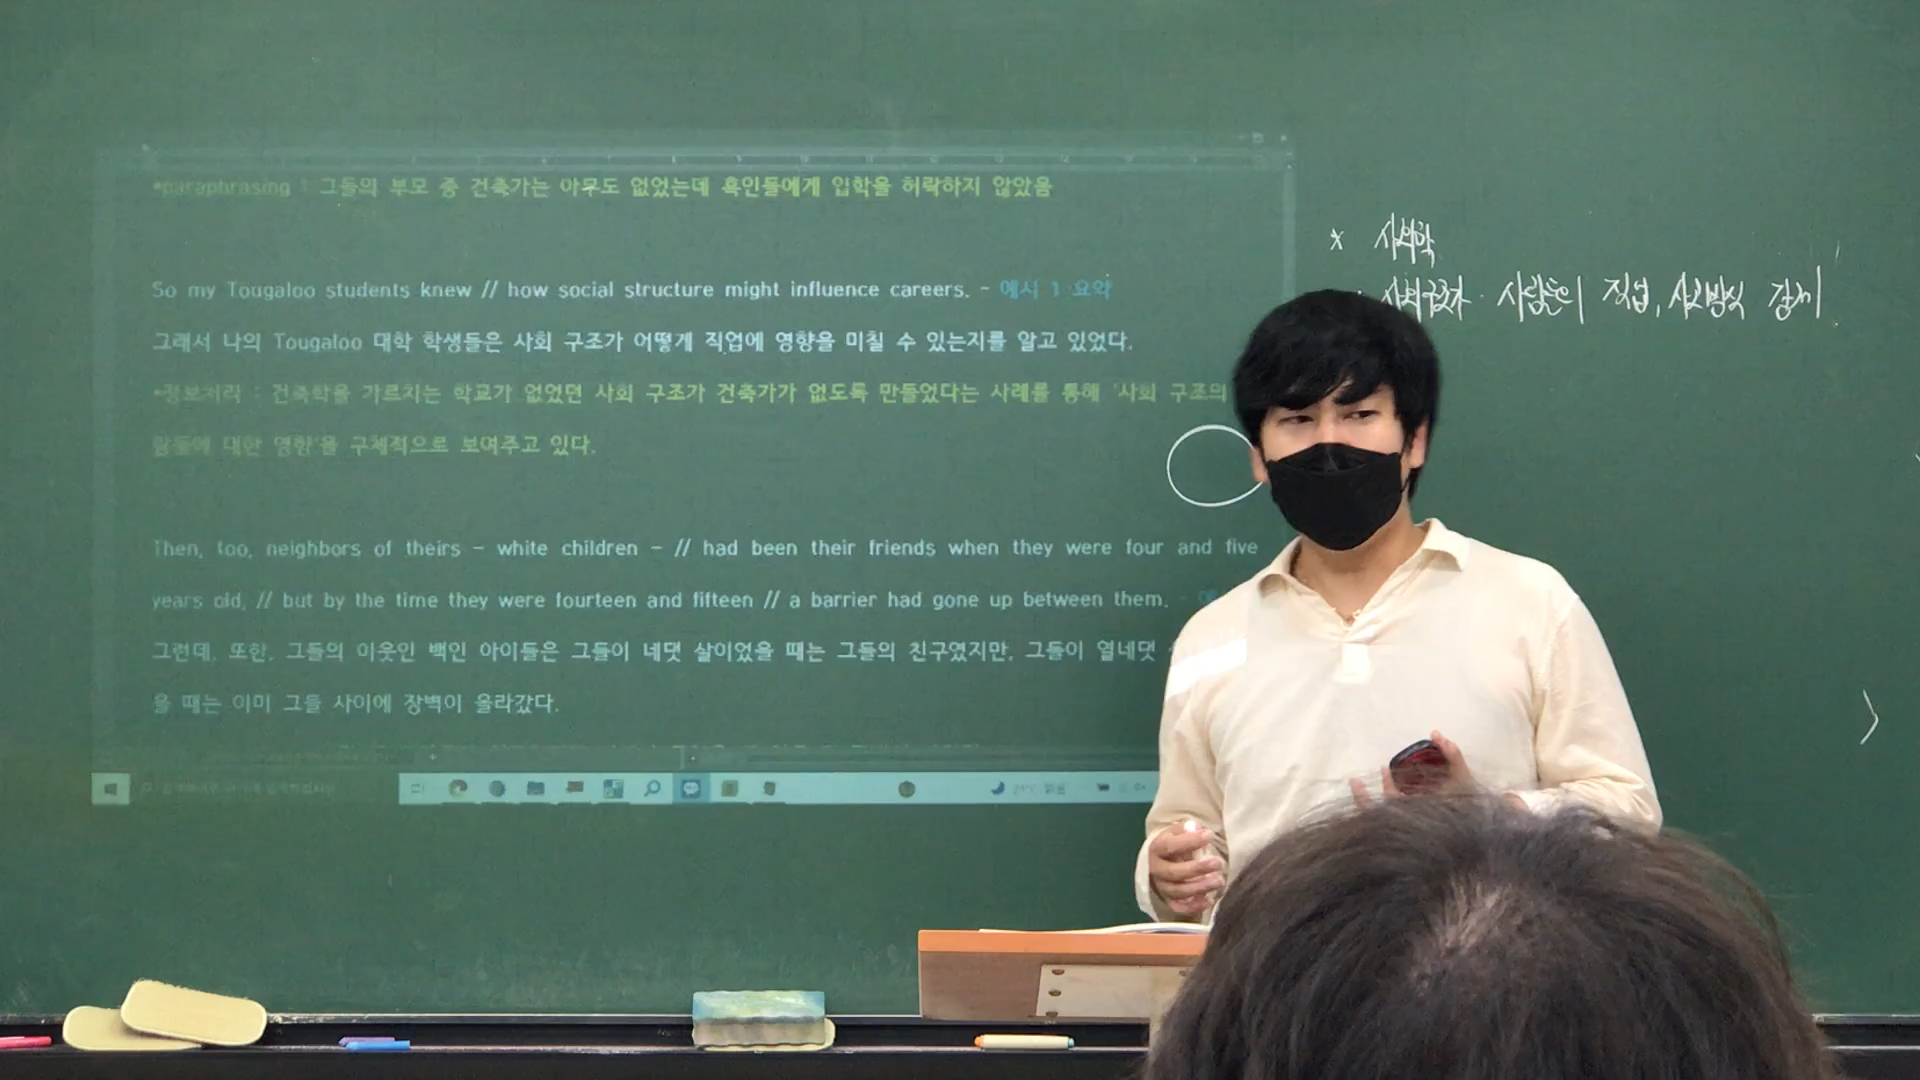 *paraphrasing : 그들의 부모 중 건축가는 아무도 없었는데 흑인들에게 입학을 허락하지 않았음
So my Tougaloo students knew // how social structure might influence careers. - 예시 1 요약
그래서 나의 Tougaloo 대학 학생들은 사회 구조가 어떻게 직업에 영향을 미칠 수 있는지를 알고 있었다.
*정보처리 : 건축학을 가르치는 학교가 없었던 사회 구조가 건축가가 없도록 만들었다는 사례를 통해 '사회 구조의
람들에 대한 영향'을 구체적으로 보여주고 있다.
Then, too, neighbors of theirs - white children - // had been their friends when they were four and five
years old, // but by the time they were fourteen and fifteen // a barrier had gone up between them. -
그런데, 또한, 그들의 이웃인 백인 아이들은 그들이 네댓 살이었을 때는 그들의 친구였지만, 그들이 열네댓
을 때는 이미 그들 사이에 장벽이 올라갔다.
* 사회학
사회구조가 사람들의 직업,